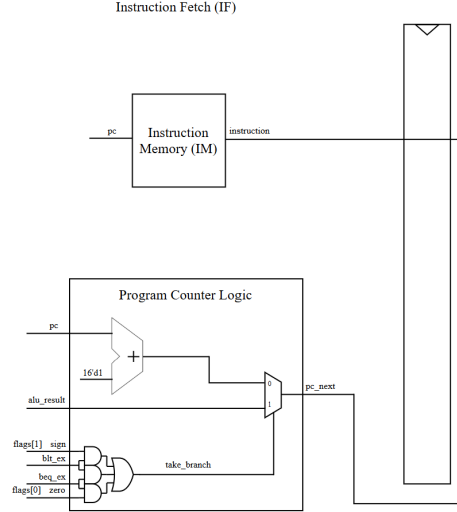 Instruction Fetch (IF)
pc
Instruction
Memory (IM)
instruction
Program Counter Logic
pc
+
16'd1
0
alu_result
1
pc_next
flags[1] sign
blt_ex
take_branch
beq_ex
flags[0] zero